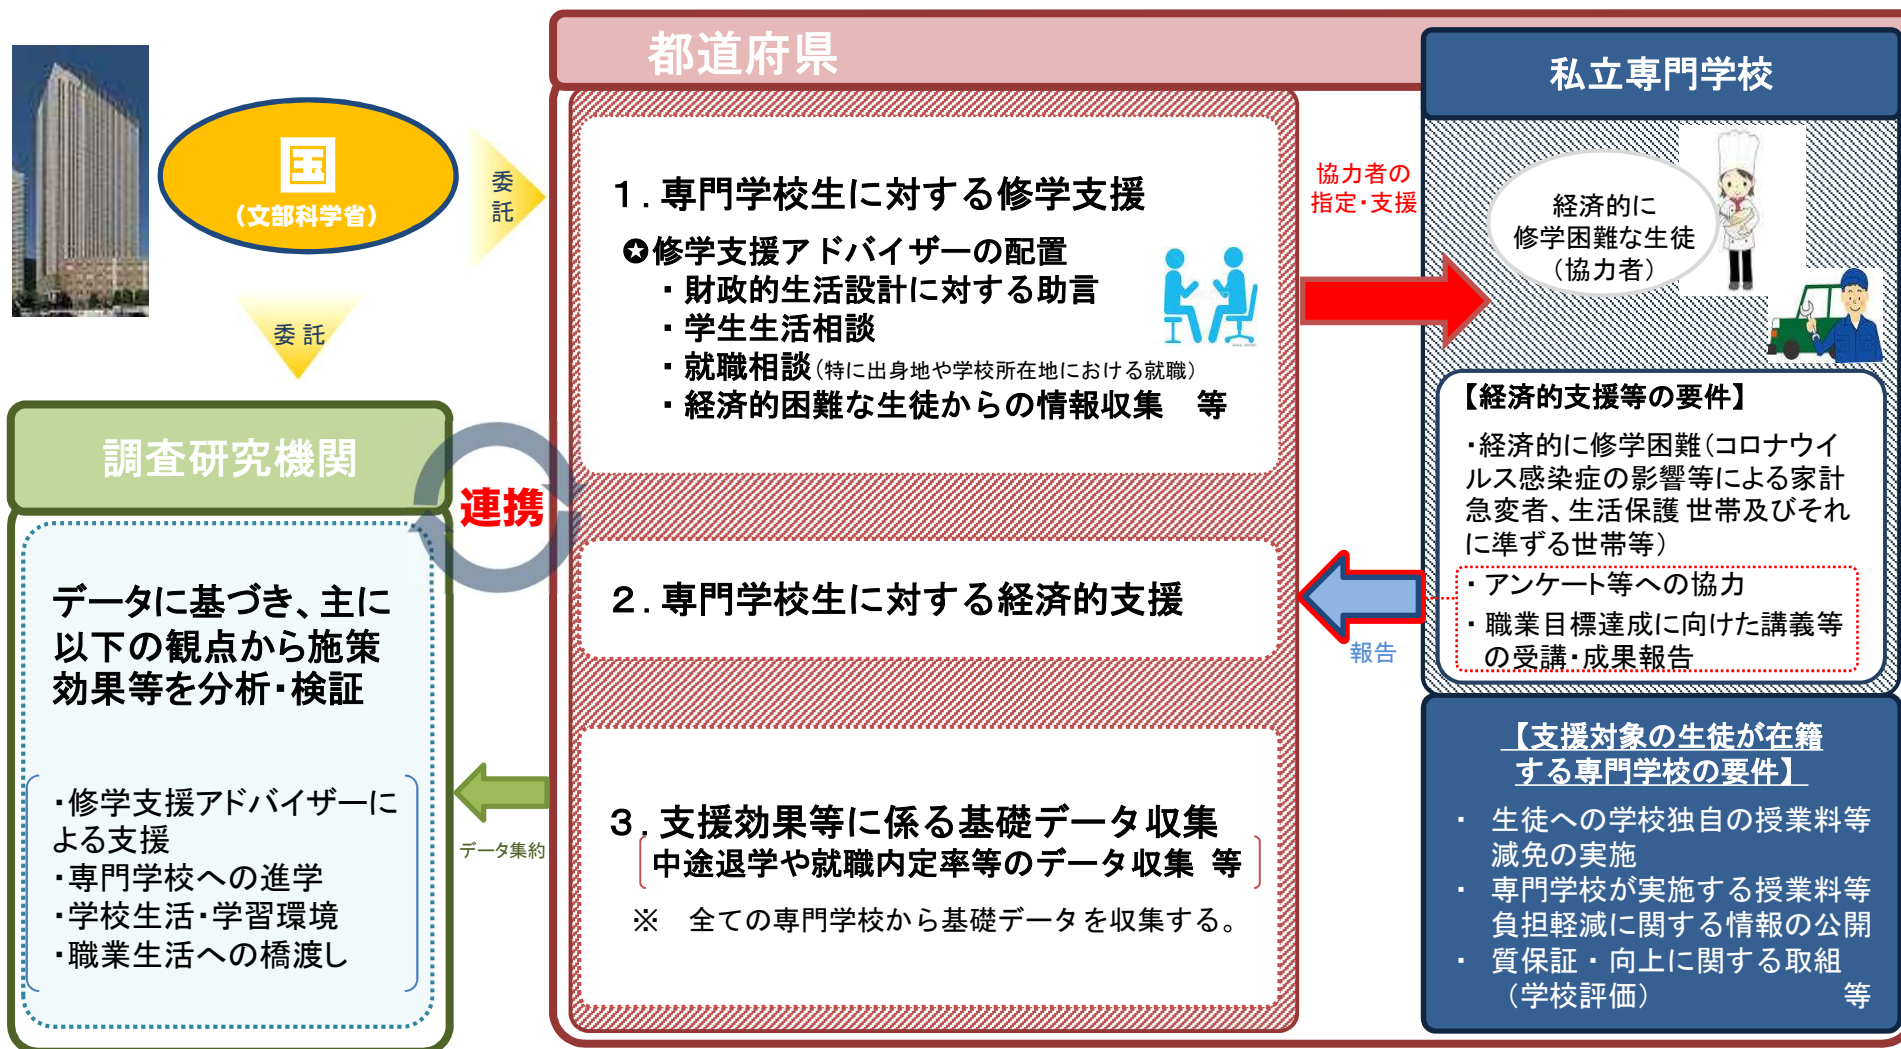 都道府県
私立専門学校
国
（文部科学省）
委
託
委 託
1．専門学校生に対する修学支援
✪修学支援アドバイザーの配置
・財政的生活設計に対する助言
・学生生活相談
・就職相談（特に出身地や学校所在地における就職）
・経済的困難な生徒からの情報収集　等
協力者の
指定・支援
経済的に
修学困難な生徒
（協力者）
【経済的支援等の要件】
・経済的に修学困難（コロナウイ
ルス感染症の影響等による家計
急変者、生活保護 世帯及びそれ
に準ずる世帯等）
・ アンケート等への協力
・ 職業目標達成に向けた講義等
の受講・成果報告
報告
調査研究機関
連携
データに基づき、主に
以下の観点から施策
効果等を分析・検証
・修学支援アドバイザーに
よる支援
・専門学校への進学
・学校生活・学習環境
・職業生活への橋渡し
データ集約
2．専門学校生に対する経済的支援
3．支援効果等に係る基礎データ収集
中途退学や就職内定率等のデータ収集 等
※　全ての専門学校から基礎データを収集する。
【支援対象の生徒が在籍
する専門学校の要件】
・ 生徒への学校独自の授業料等
減免の実施
・ 専門学校が実施する授業料等
負担軽減に関する情報の公開
・ 質保証・向上に関する取組
（学校評価）　　　　　　等